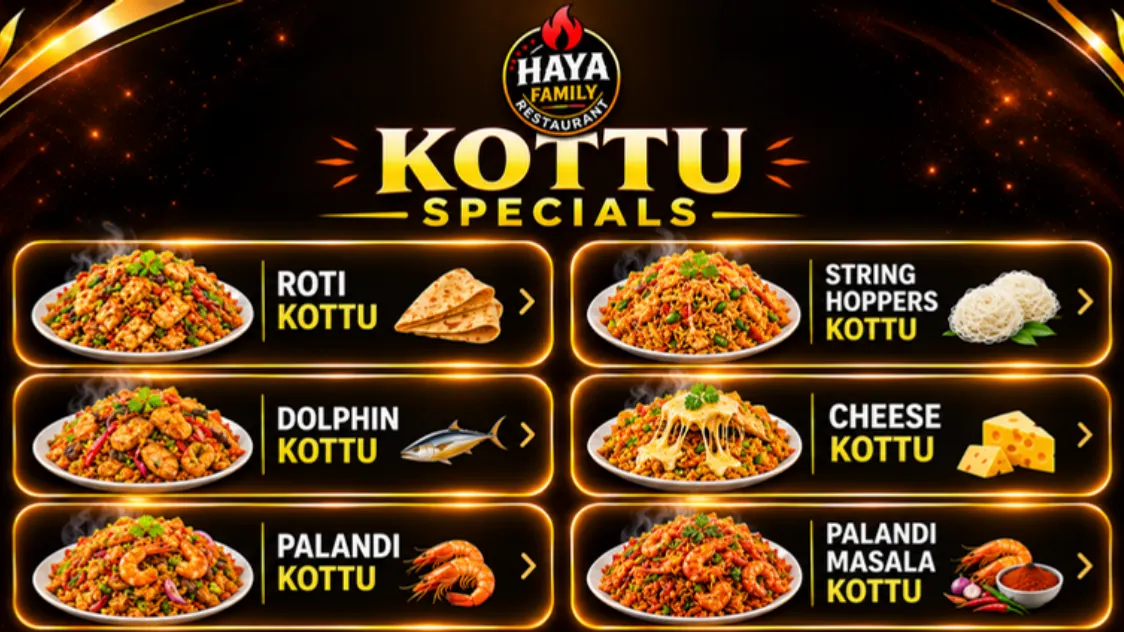 HAYA
FAMILY
RESTAURANT
KOTTU
SPECIALS
ROTI
KOTTU
STRING
HOPPERS
KOTTU
DOLPHIN
KOTTU
CHEESE
KOTTU
PALANDI
KOTTU
PALANDI
MASALA
KOTTU